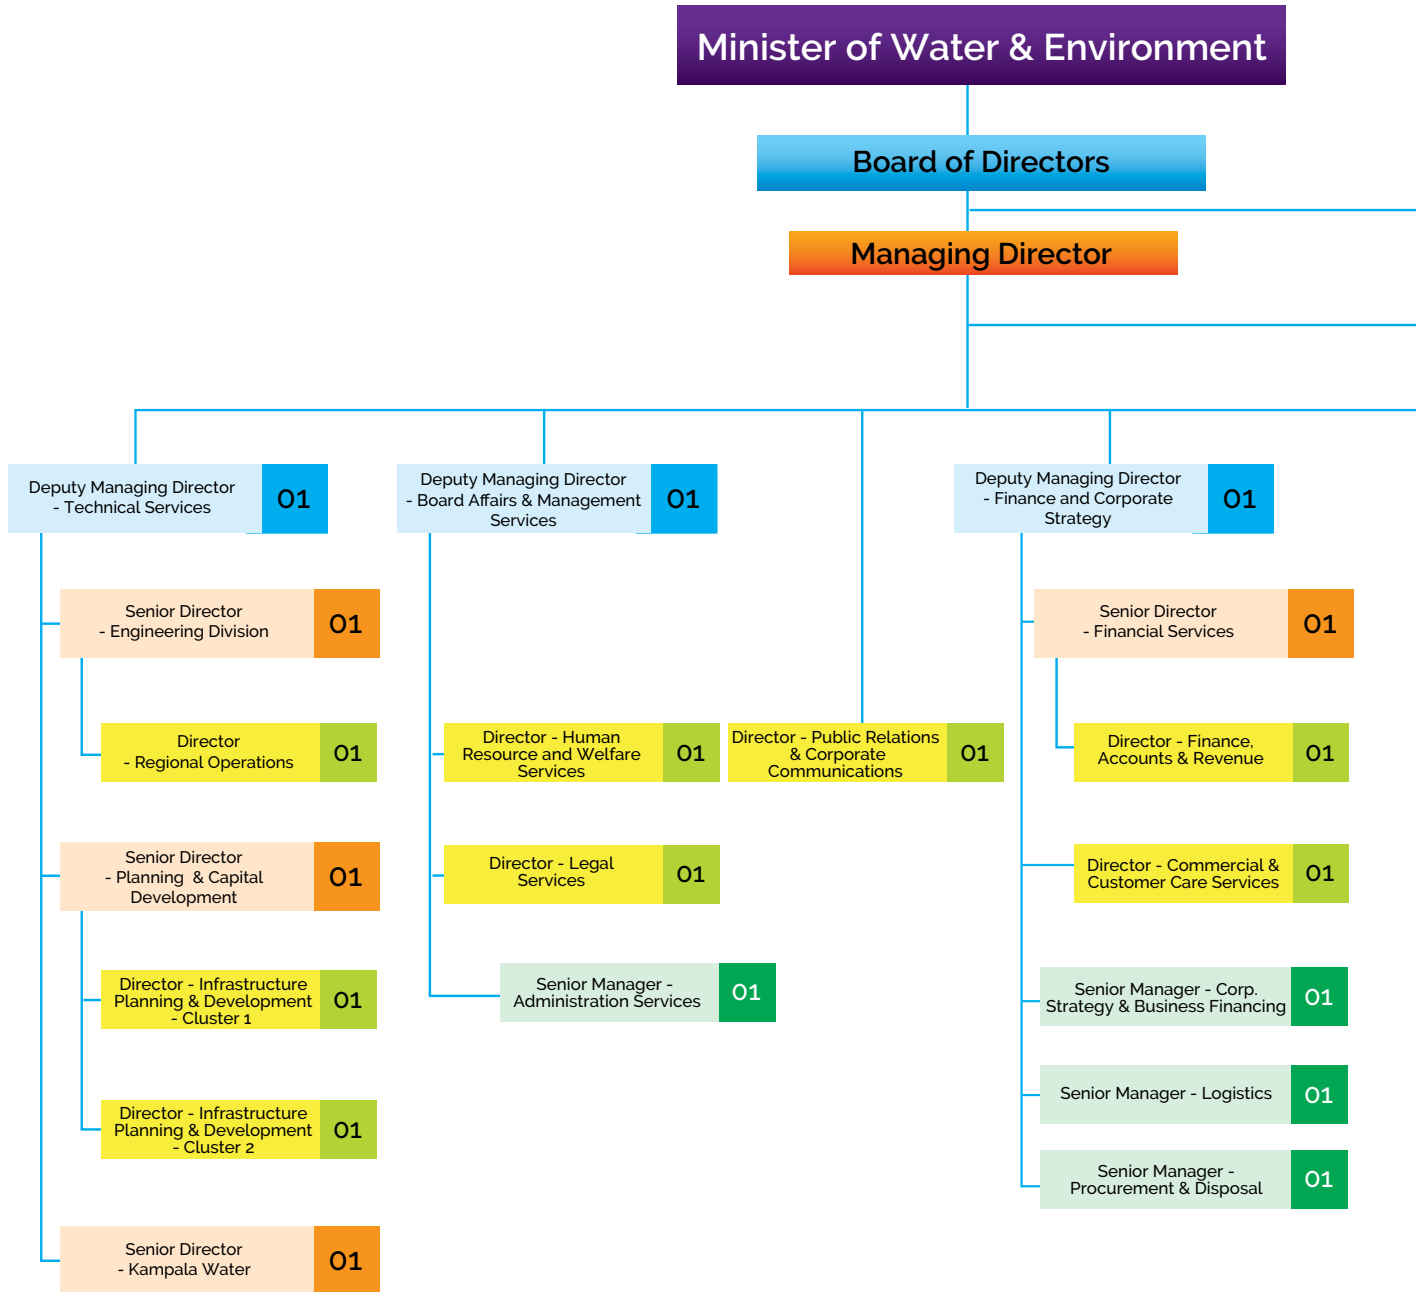 Minister of Water & Environment
Board of Directors
Managing Director
Deputy Managing Director
- Technical Services
01
Senior Director
- Engineering Division
01
Director
- Regional Operations
01
Senior Director
- Planning & Capital
Development
01
Director - Infrastructure
Planning & Development
- Cluster 1
01
Director - Infrastructure
Planning & Development
- Cluster 2
01
Senior Director
- Kampala Water
01
Deputy Managing Director
- Board Affairs & Management
Services
01
Director - Human
Resource and Welfare
Services
01
Director - Legal
Services
01
Senior Manager -
Administration Services
01
Director - Public Relations
& Corporate
Communications
01
Deputy Managing Director
- Finance and Corporate
Strategy
01
Senior Director
- Financial Services
01
Director - Finance,
Accounts & Revenue
01
Director - Commercial &
Customer Care Services
01
Senior Manager - Corp.
Strategy & Business Financing
01
Senior Manager - Logistics
01
Senior Manager -
Procurement & Disposal
01